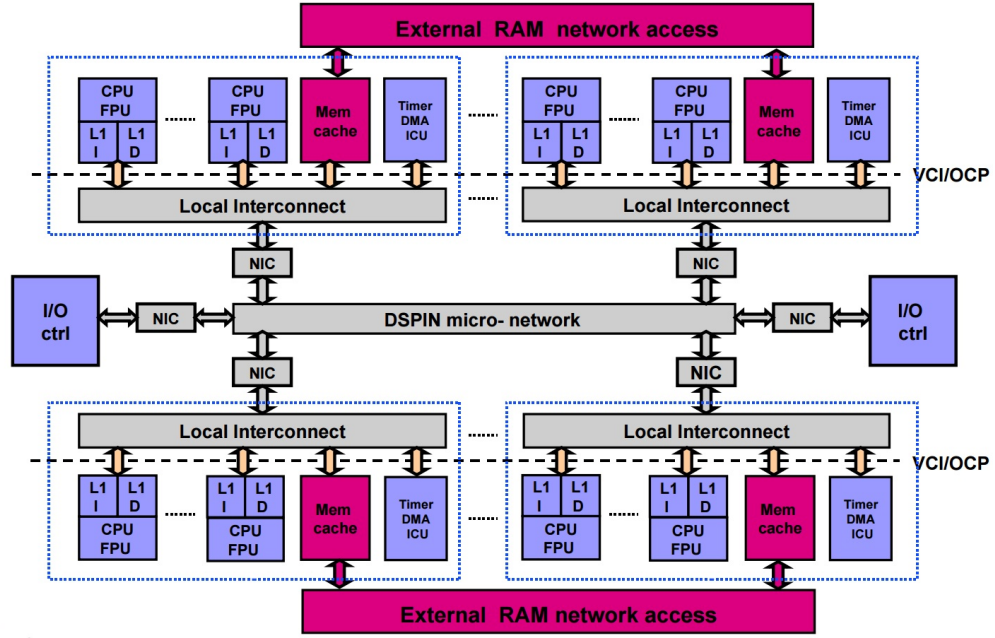 External RAM network access
CPU
FPU
L1
I
L1
D
CPU
FPU
L1
I
L1
D
Mem
cache
Timer
DMA
ICU
CPU
FPU
L1
I
L1
D
CPU
FPU
L1
I
L1
D
Mem
cache
Timer
DMA
ICU
VCI/OCP
Local Interconnect
Local Interconnect
NIC
NIC
I/O
ctrl
NIC
DSPIN micro- network
NIC
I/O
ctrl
NIC
NIC
Local Interconnect
Local Interconnect
VCI/OCP
L1
I
L1
D
CPU
FPU
L1
I
L1
D
CPU
FPU
Mem
cache
Timer
DMA
ICU
L1
I
L1
D
CPU
FPU
L1
I
L1
D
CPU
FPU
Mem
cache
Timer
DMA
ICU
External RAM network access